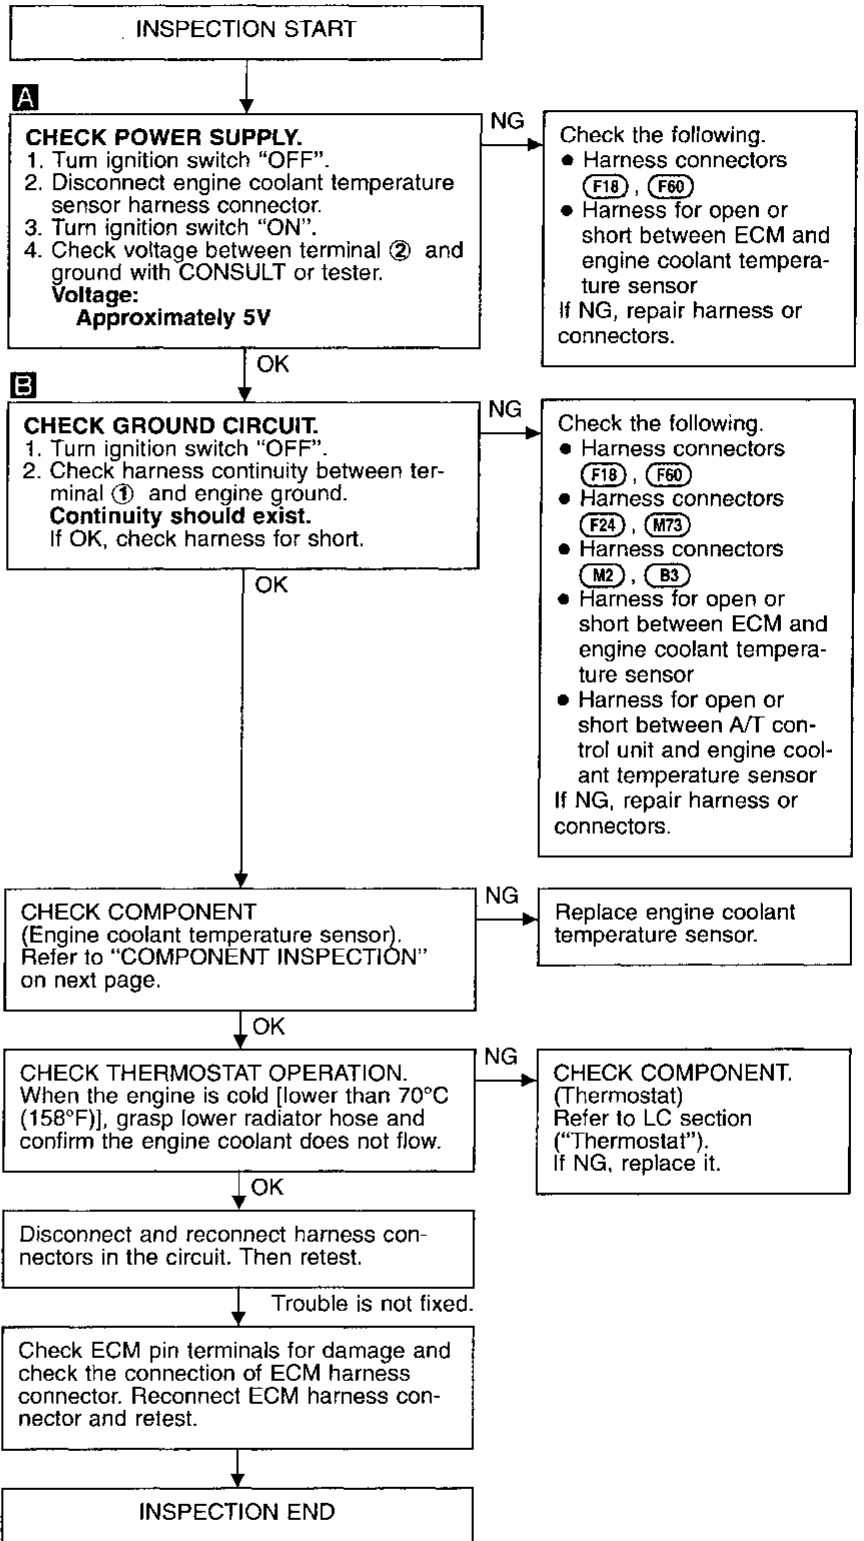 INSPECTION START
A
CHECK POWER SUPPLY.
1. Turn ignition switch “OFF”.
2. Disconnect engine coolant temperature
sensor harness connector.
3. Turn ignition switch “ON”.
4. Check voltage between terminal ② and
ground with CONSULT or tester.
Voltage:
Approximately 5V
NG
Check the following.
● Harness connectors
F18 , F60
● Harness for open or
short between ECM and
engine coolant tempera-
ture sensor
If NG, repair harness or
connectors.
OK
B
CHECK GROUND CIRCUIT.
1. Turn ignition switch “OFF”.
2. Check harness continuity between ter-
minal ① and engine ground.
Continuity should exist.
If OK, check harness for short.
NG
Check the following.
● Harness connectors
F18 , F60
● Harness connectors
F24 , M73
● Harness connectors
M2 , B3
● Harness for open or
short between ECM and
engine coolant tempera-
ture sensor
● Harness for open or
short between A/T con-
trol unit and engine cool-
ant temperature sensor
If NG, repair harness or
connectors.
OK
CHECK COMPONENT
(Engine coolant temperature sensor).
Refer to “COMPONENT INSPECTION”
on next page.
NG
Replace engine coolant
temperature sensor.
OK
CHECK THERMOSTAT OPERATION.
When the engine is cold [lower than 70°C
(158°F)], grasp lower radiator hose and
confirm the engine coolant does not flow.
NG
CHECK COMPONENT.
(Thermostat)
Refer to LC section
(“Thermostat”).
If NG, replace it.
OK
Disconnect and reconnect harness con-
nectors in the circuit. Then retest.
Trouble is not fixed.
Check ECM pin terminals for damage and
check the connection of ECM harness
connector. Reconnect ECM harness con-
nector and retest.
INSPECTION END